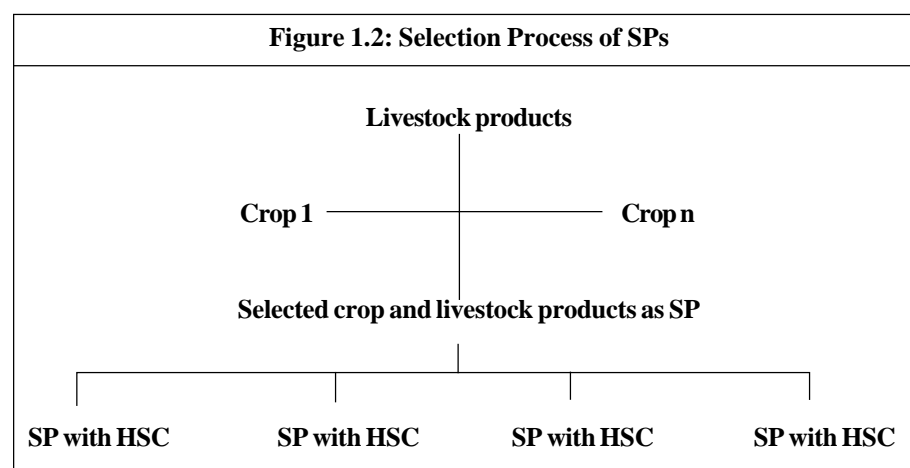 Figure 1.2: Selection Process of SPs
Livestock products
Crop 1 Crop n
Selected crop and livestock products as SP
SP with HSC SP with HSC SP with HSC SP with HSC